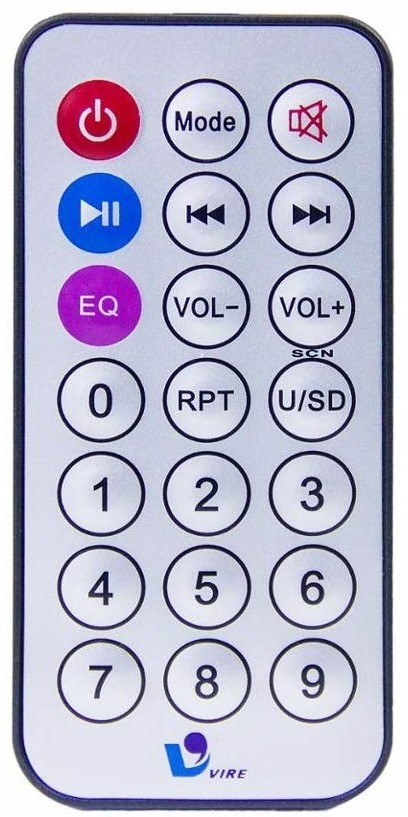 Mode
EQ VOL- VOL+
SCN
0 RPT U/SD
1 2 3
4 5 6
7 8 9
VIRE